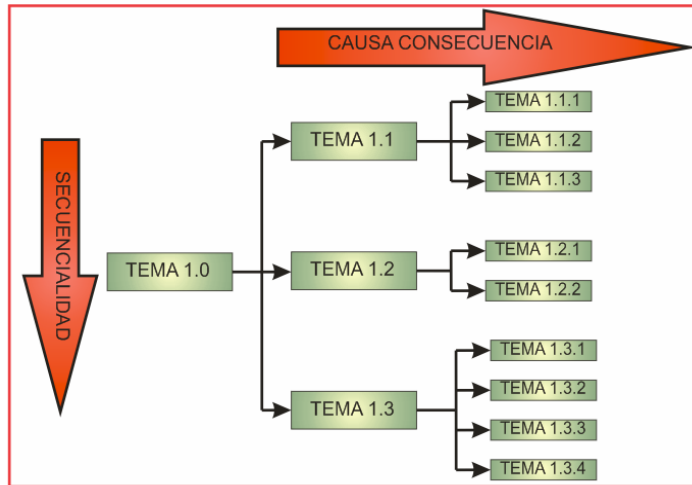 CAUSA CONSECUENCIA
SECUENCIALIDAD
TEMA 1.0
TEMA 1.1
TEMA 1.1.1
TEMA 1.1.2
TEMA 1.1.3
TEMA 1.2
TEMA 1.2.1
TEMA 1.2.2
TEMA 1.3
TEMA 1.3.1
TEMA 1.3.2
TEMA 1.3.3
TEMA 1.3.4